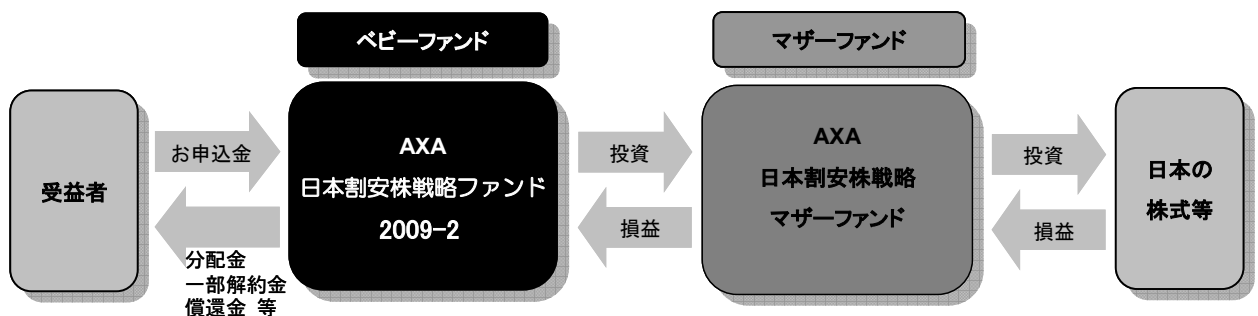 ベビーファンド
マザーファンド
受益者
お申込金
分配金
一部解約金
償還金 等
AXA
日本割安株戦略ファンド
2009-2
投資
損益
AXA
日本割安株戦略
マザーファンド
投資
損益
日本の
株式等